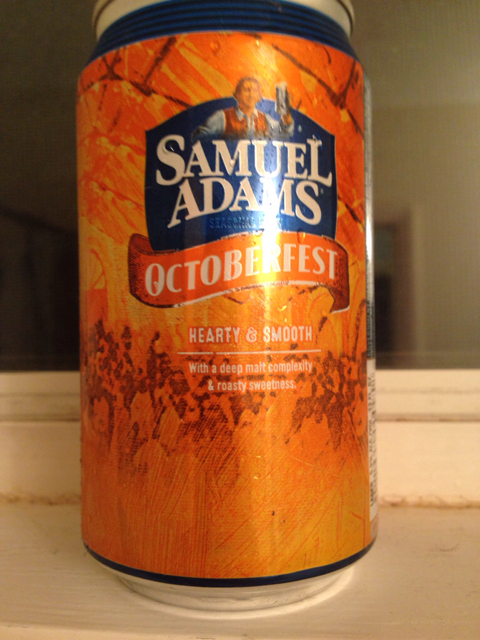 SAMUEL
ADAMS
OCTOBERFEST
HEARTY & SMOOTH
With a deep malt complexity
& roasty sweetness.